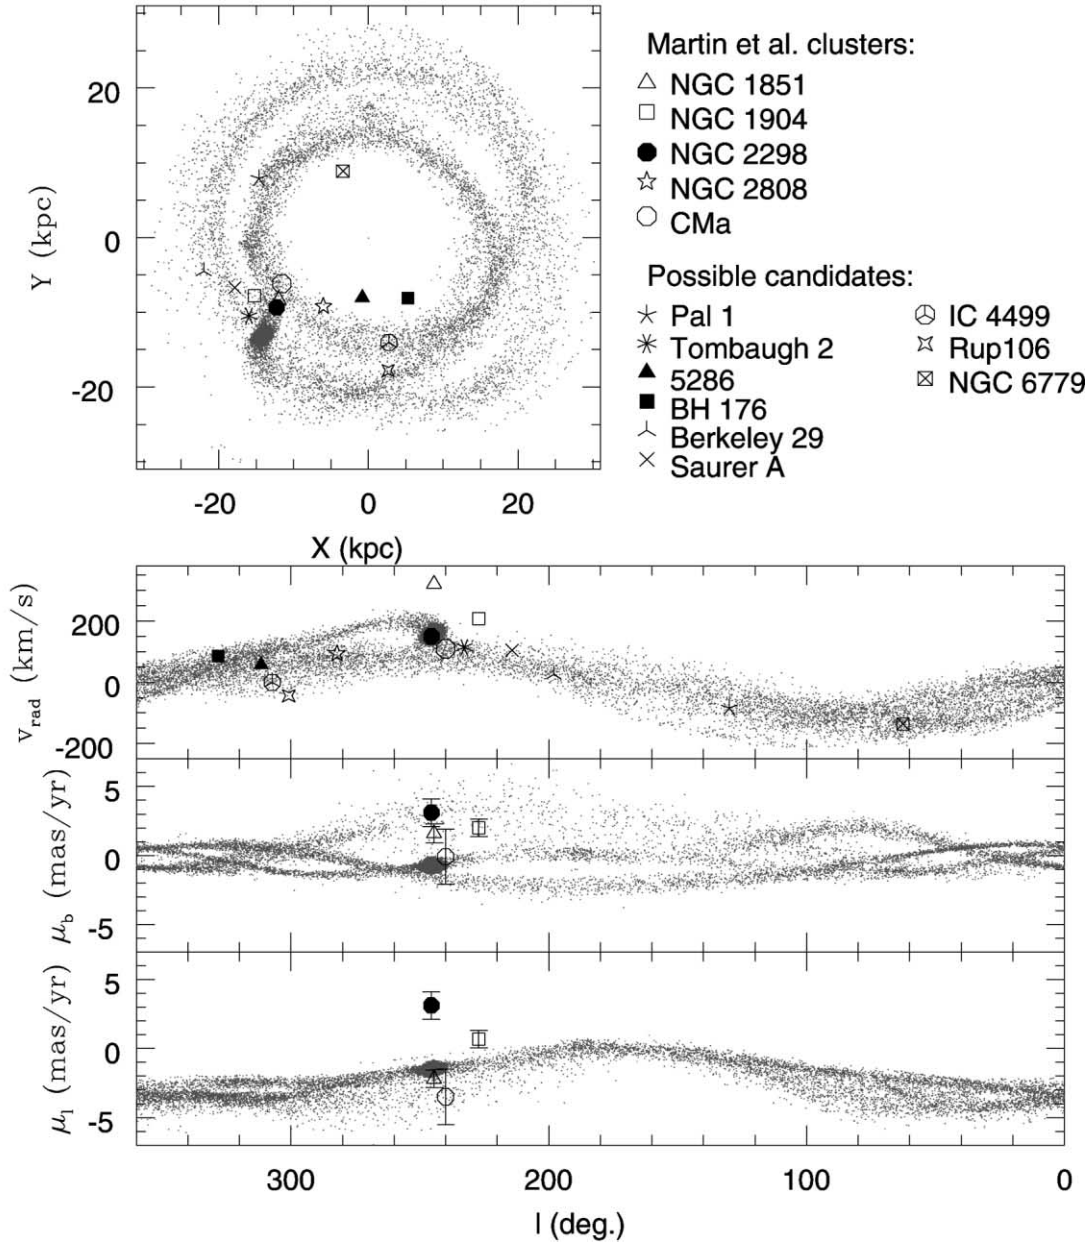 20
0
-20
Y (kpc)
-20 0 20
X (kpc)
Martin et al. clusters:
NGC 1851
NGC 1904
NGC 2298
NGC 2808
CMa
Possible candidates:
Pal 1
Tombaugh 2
5286
BH 176
Berkeley 29
Saurer A
IC 4499
Rup106
NGC 6779
200
0
-200
v_rad (km/s)
5
0
-5
μ_b (mas/yr)
5
0
-5
μ_l (mas/yr)
300 200 100 0
l (deg.)